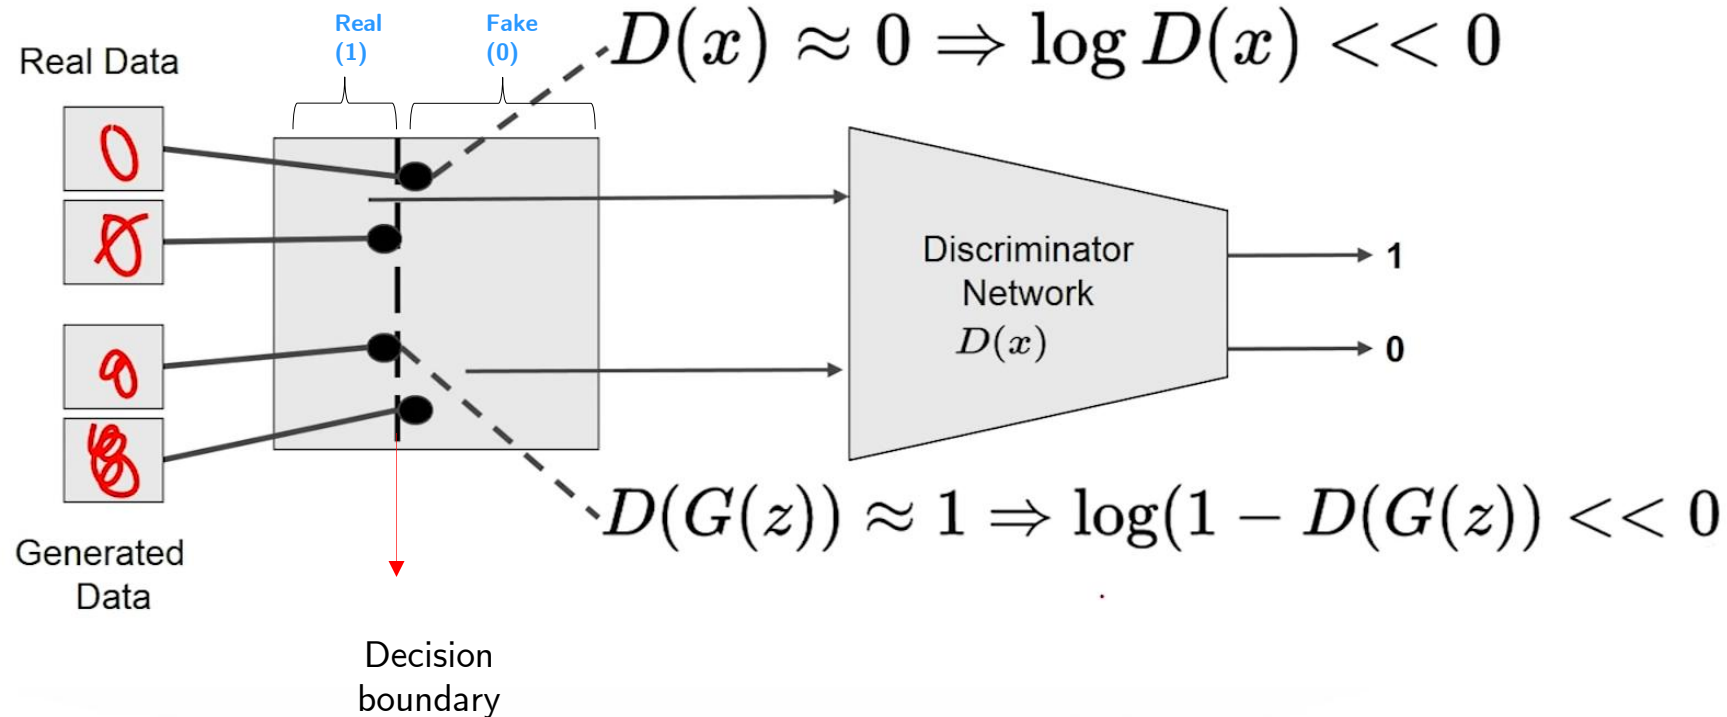 Real
(1)
Fake
(0)
D(x) ≈ 0 ⇒ log D(x) << 0
Real Data
Discriminator
Network
D(x)
1
0
D(G(z)) ≈ 1 ⇒ log(1 − D(G(z)) << 0
Generated
Data
Decision
boundary